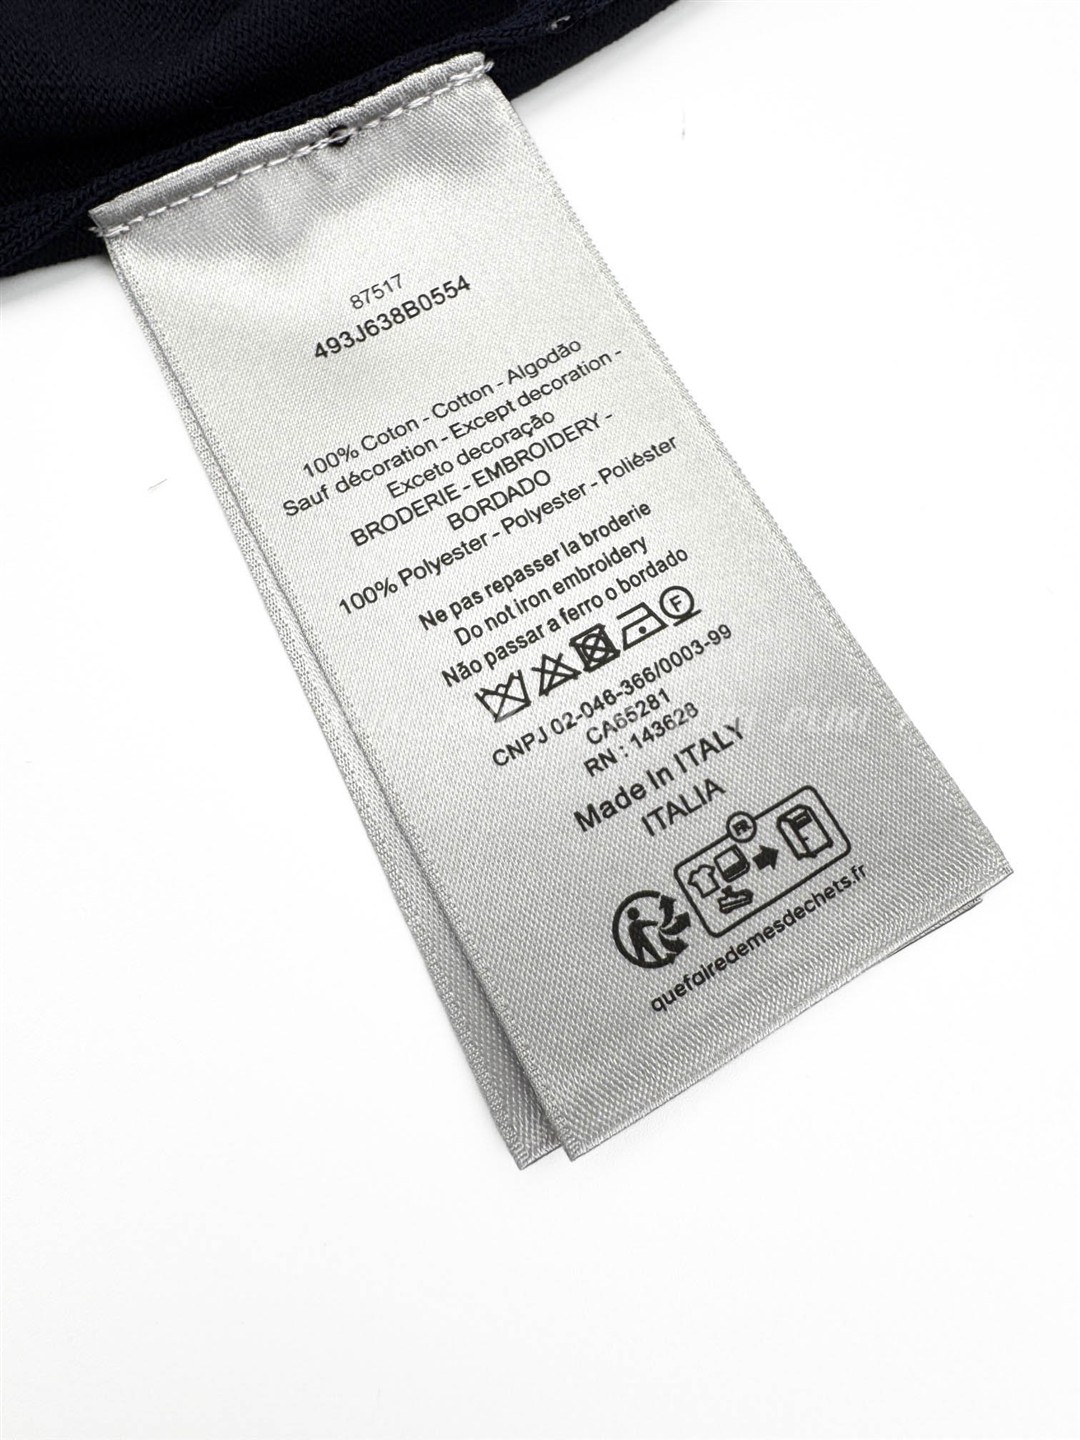 87517
493J638B0554
100% Coton - Cotton - Algodão
Sauf décoration - Except decoration -
Exceto decoração
BRODERIE - EMBROIDERY -
BORDADO
100% Polyester - Polyester - Poliéster
Ne pas repasser la broderie
Do not iron embroidery
Não passar a ferro o bordado
F
CNPJ 02-046-366/0003-99
CA65281
RN : 143628
Made In ITALY
ITALIA
FR
quefairedemesdechets.fr